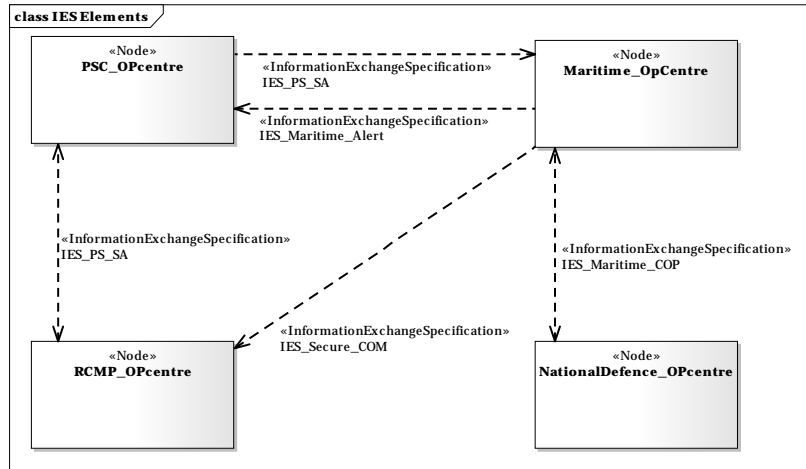 class IES Elements
«Node»
PSC_OPcentre
«InformationExchangeSpecification»
IES_PS_SA
«Node»
Maritime_OpCentre
«InformationExchangeSpecification»
IES_Maritime_Alert
«InformationExchangeSpecification»
IES_PS_SA
«InformationExchangeSpecification»
IES_Maritime_COP
«InformationExchangeSpecification»
IES_Secure_COM
«Node»
RCMP_OPcentre
«Node»
NationalDefence_OPcentre